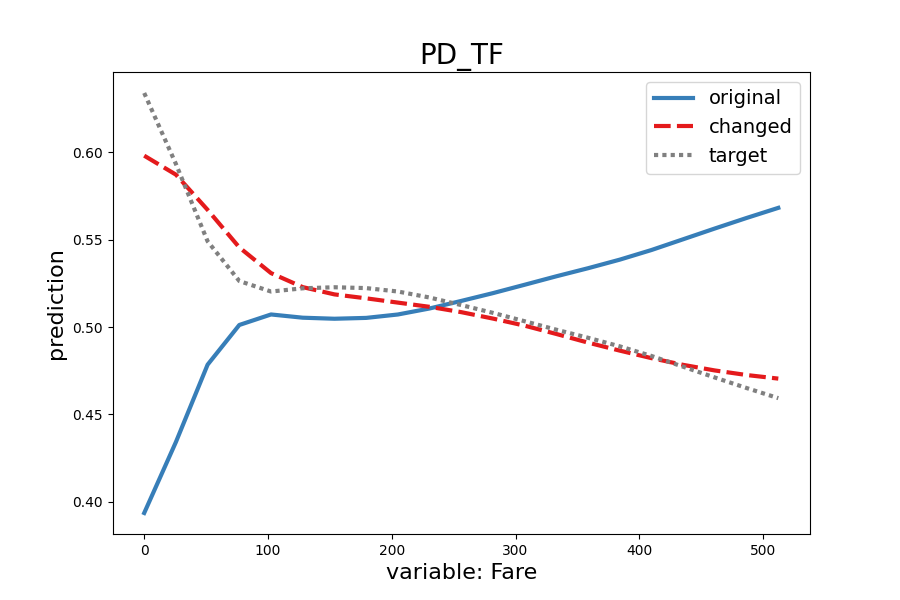 PD_TF
original
changed
target
prediction
0.60
0.55
0.50
0.45
0.40
0 100 200 300 400 500
variable: Fare